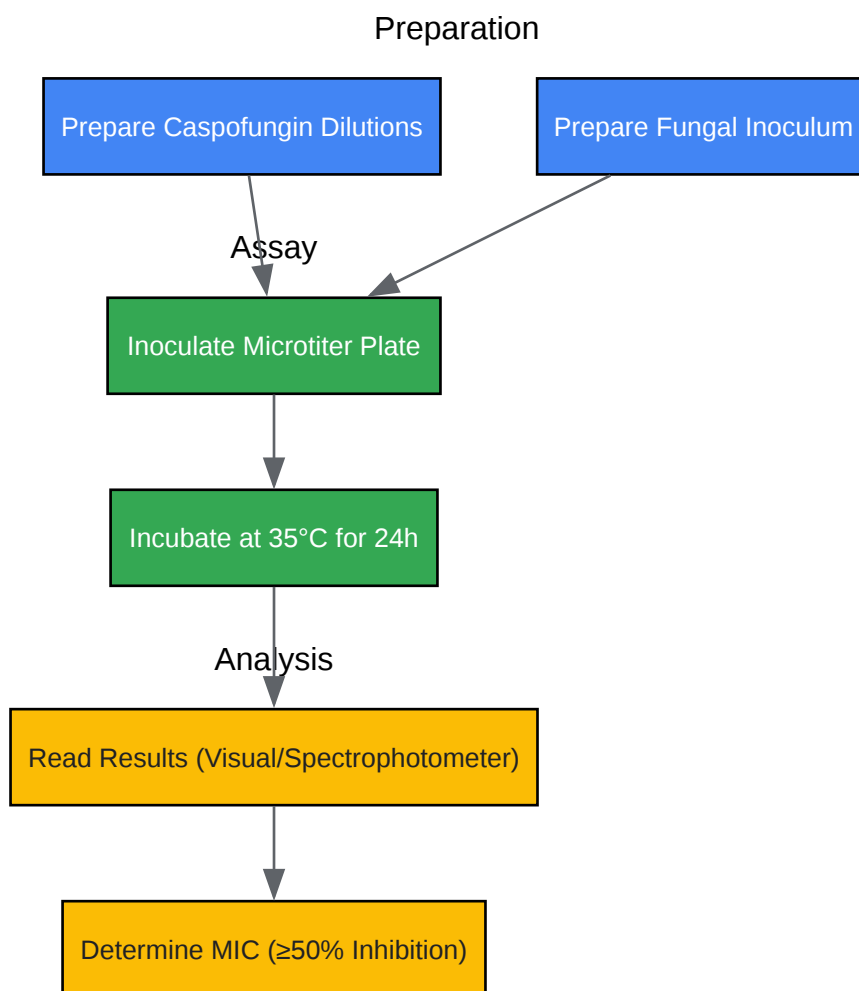 Preparation
Prepare Caspofungin Dilutions
Prepare Fungal Inoculum
Assay
Inoculate Microtiter Plate
Incubate at 35°C for 24h
Analysis
Read Results (Visual/Spectrophotometer)
Determine MIC (≥50% Inhibition)